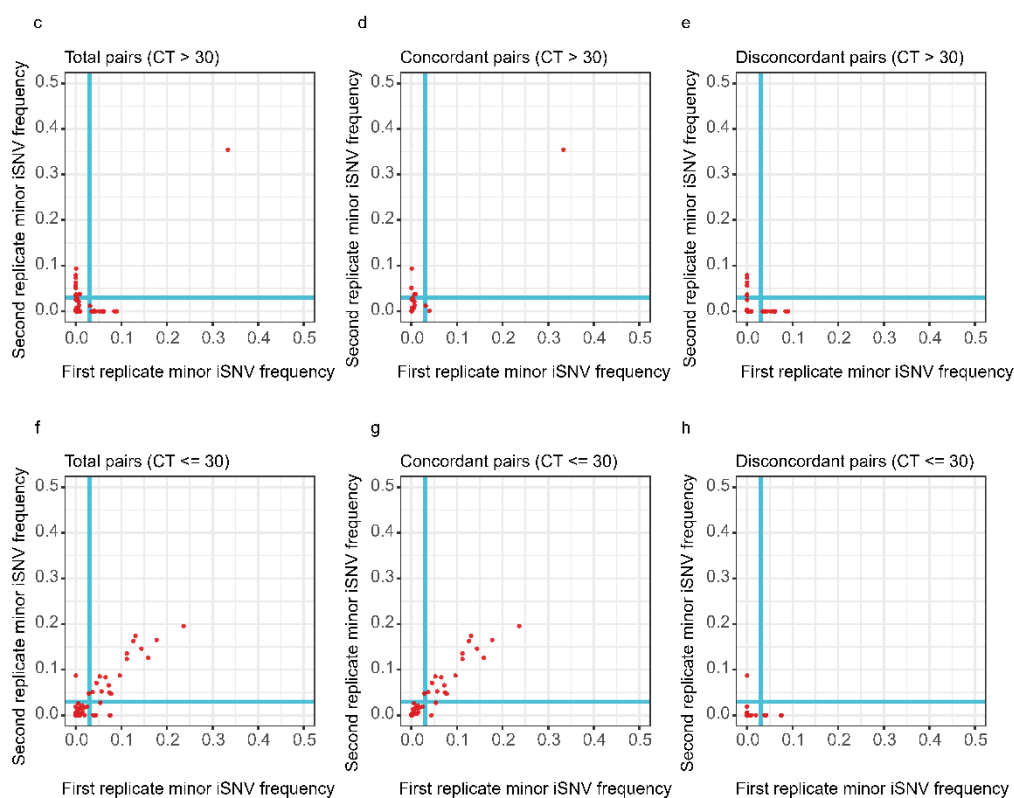 c
d
e
Total pairs (CT > 30)
Concordant pairs (CT > 30)
Disconcordant pairs (CT > 30)
Second replicate minor iSNV frequency
0.5
0.4
0.3
0.2
0.1
0.0
0.0 0.1 0.2 0.3 0.4 0.5
First replicate minor iSNV frequency
Second replicate minor iSNV frequency
0.5
0.4
0.3
0.2
0.1
0.0
0.0 0.1 0.2 0.3 0.4 0.5
First replicate minor iSNV frequency
Second replicate minor iSNV frequency
0.5
0.4
0.3
0.2
0.1
0.0
0.0 0.1 0.2 0.3 0.4 0.5
First replicate minor iSNV frequency
f
g
h
Total pairs (CT <= 30)
Concordant pairs (CT <= 30)
Disconcordant pairs (CT <= 30)
Second replicate minor iSNV frequency
0.5
0.4
0.3
0.2
0.1
0.0
0.0 0.1 0.2 0.3 0.4 0.5
First replicate minor iSNV frequency
Second replicate minor iSNV frequency
0.5
0.4
0.3
0.2
0.1
0.0
0.0 0.1 0.2 0.3 0.4 0.5
First replicate minor iSNV frequency
Second replicate minor iSNV frequency
0.5
0.4
0.3
0.2
0.1
0.0
0.0 0.1 0.2 0.3 0.4 0.5
First replicate minor iSNV frequency